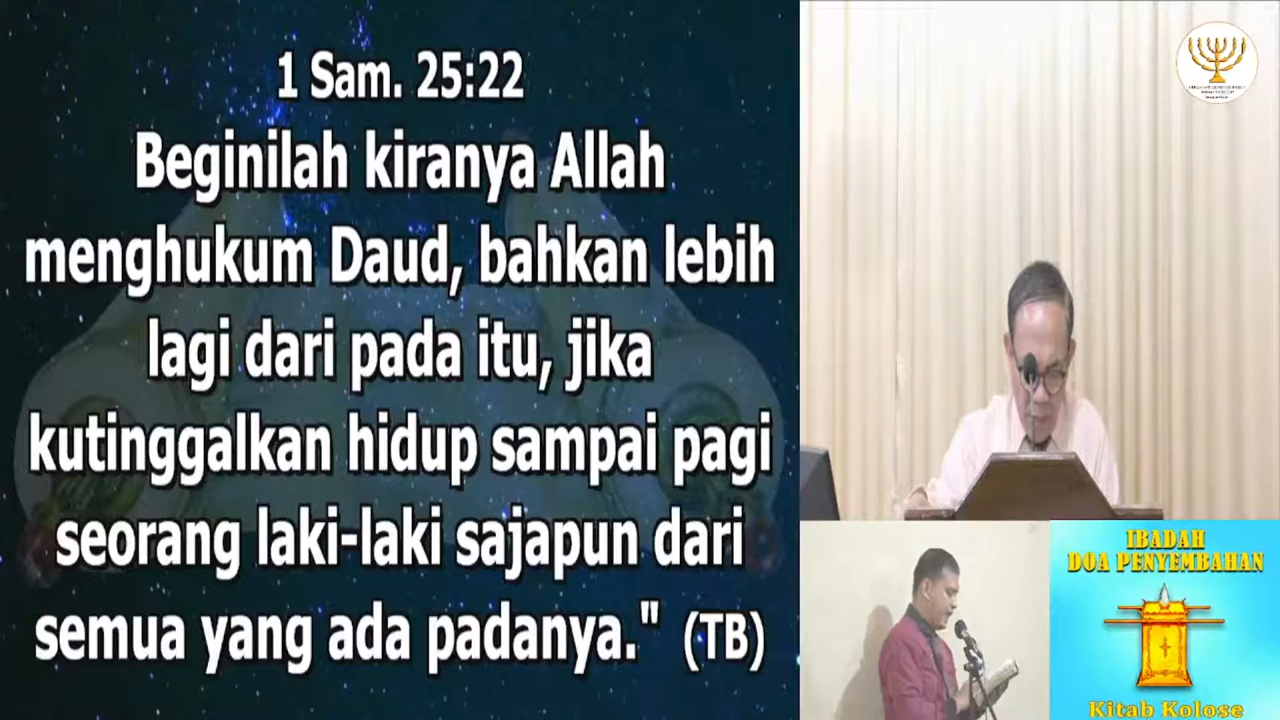 1 Sam. 25:22
Beginilah kiranya Allah
menghukum Daud, bahkan lebih
lagi dari pada itu, jika
kutinggalkan hidup sampai pagi
seorang laki-laki sajapun dari
semua yang ada padanya." (TB)
IBADAH
DOA PENYEMBAHAN
Kitab Kolose